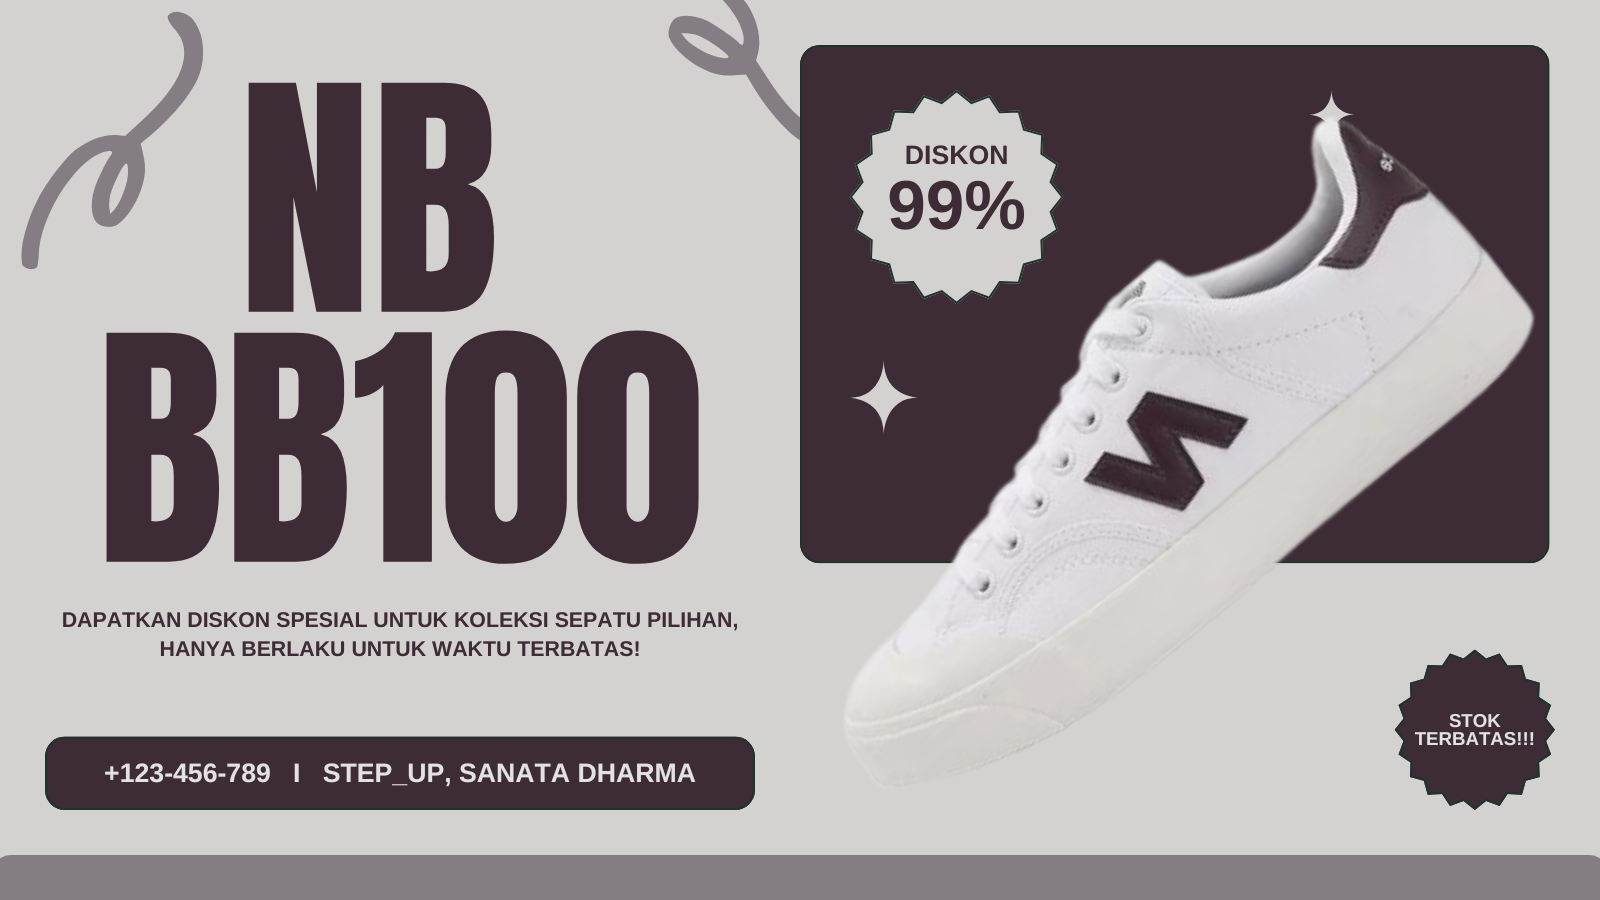 NB
BB100
DAPATKAN DISKON SPESIAL UNTUK KOLEKSI SEPATU PILIHAN,
HANYA BERLAKU UNTUK WAKTU TERBATAS!
+123-456-789 I STEP_UP, SANATA DHARMA
DISKON
99%
N
STOK
TERBATAS!!!